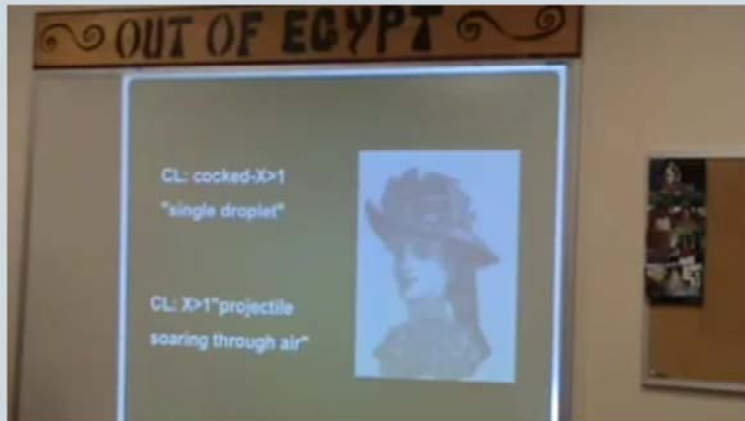 OUT OF EGYPT
CL: cocked-X>1
"single droplet"
CL: X>1"projectile
soaring through air"